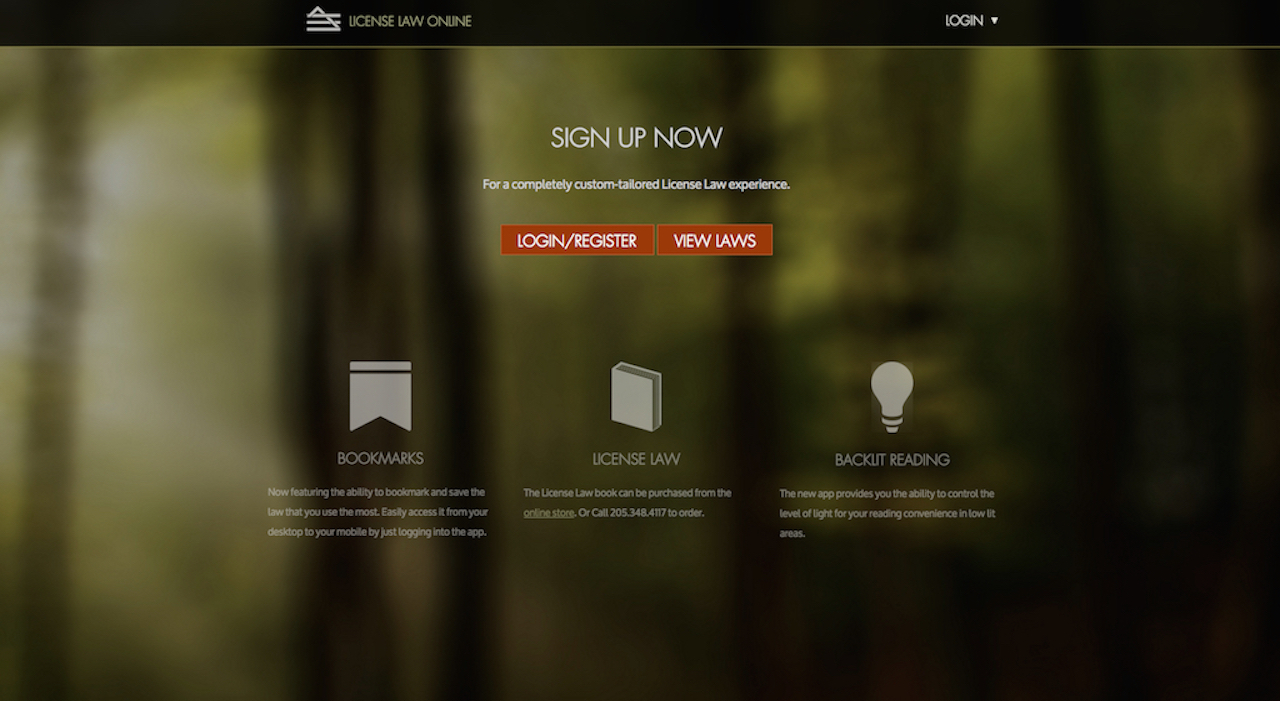 LICENSE LAW ONLINE
LOGIN ▼
SIGN UP NOW
For a completely custom-tailored License Law experience.
LOGIN/REGISTER
VIEW LAWS
BOOKMARKS
Now featuring the ability to bookmark and save the
law that you use the most. Easily access it from your
desktop to your mobile by just logging into the app.
LICENSE LAW
The License Law book can be purchased from the
online store. Or Call 205.348.4117 to order.
BACKLIT READING
The new app provides you the ability to control the
level of light for your reading convenience in low lit
areas.